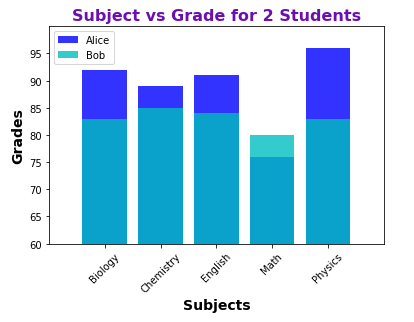 Subject vs Grade for 2 Students
Alice
Bob
Grades
95
90
85
80
75
70
65
60
Biology
Chemistry
English
Math
Physics
Subjects